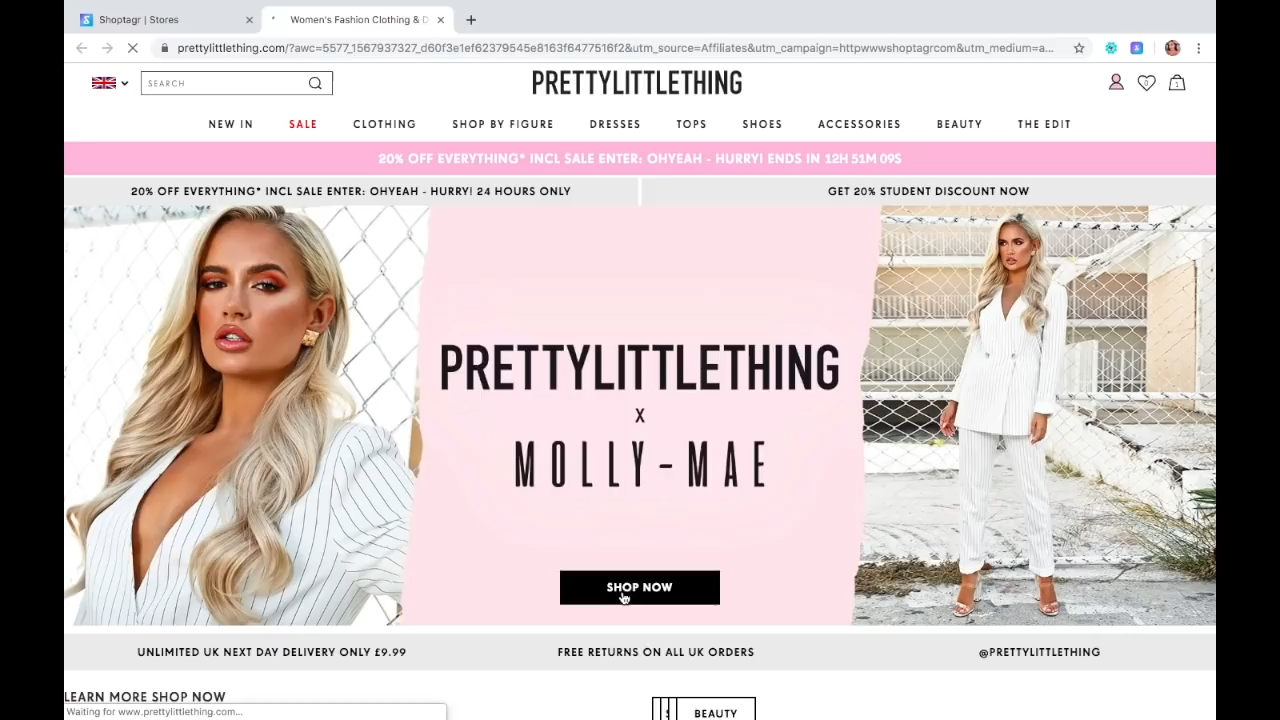 Shoptagr | Stores
Women's Fashion Clothing & D
prettylittlething.com/?awc=5577_1567937327_d60f3e1ef62379545e8163f6477516f2&utm_source=Affiliates&utm_campaign=httpwwwshoptagrcom&utm_medium=a...
SEARCH
PRETTYLITTLETHING
0
1
NEW IN
SALE
CLOTHING
SHOP BY FIGURE
DRESSES
TOPS
SHOES
ACCESSORIES
BEAUTY
THE EDIT
20% OFF EVERYTHING* INCL SALE ENTER: OHYEAH - HURRY! ENDS IN 12H 51M 09S
20% OFF EVERYTHING* INCL SALE ENTER: OHYEAH - HURRY! 24 HOURS ONLY
GET 20% STUDENT DISCOUNT NOW
PRETTYLITTLETHING
X
MOLLY-MAE
SHOP NOW
UNLIMITED UK NEXT DAY DELIVERY ONLY £9.99
FREE RETURNS ON ALL UK ORDERS
@PRETTYLITTLETHING
LEARN MORE SHOP NOW
BEAUTY
Waiting for www.prettylittlething.com...